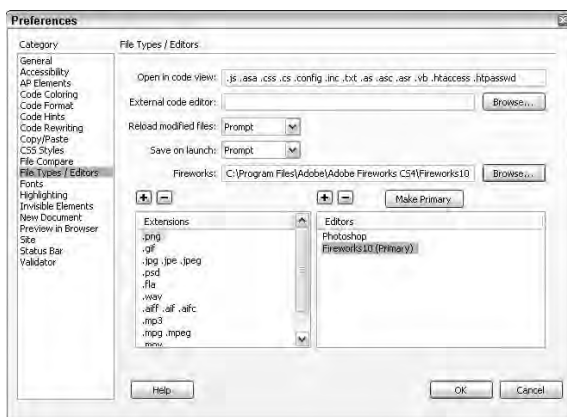 Preferences
Category
General
Accessibility
AP Elements
Code Coloring
Code Format
Code Hints
Code Rewriting
Copy/Paste
CSS Styles
File Compare
File Types / Editors
Fonts
Highlighting
Invisible Elements
New Document
Preview in Browser
Site
Status Bar
Validator
File Types / Editors
Open in code view: .js .asa .css .cs .config .inc .txt .as .asc .asr .vb .htaccess .htpasswd
External code editor: Browse...
Reload modified files: Prompt
Save on launch: Prompt
Fireworks: C:\Program Files\Adobe\Adobe Fireworks CS4\Fireworks10 Browse...
Make Primary
Extensions
.png
.gif
.jpg .jpe .jpeg
.psd
.fla
.wav
.aiff .aif .aifc
.mp3
.mpg .mpeg
.mov
Editors
Photoshop
Fireworks10 (Primary)
Help
OK
Cancel